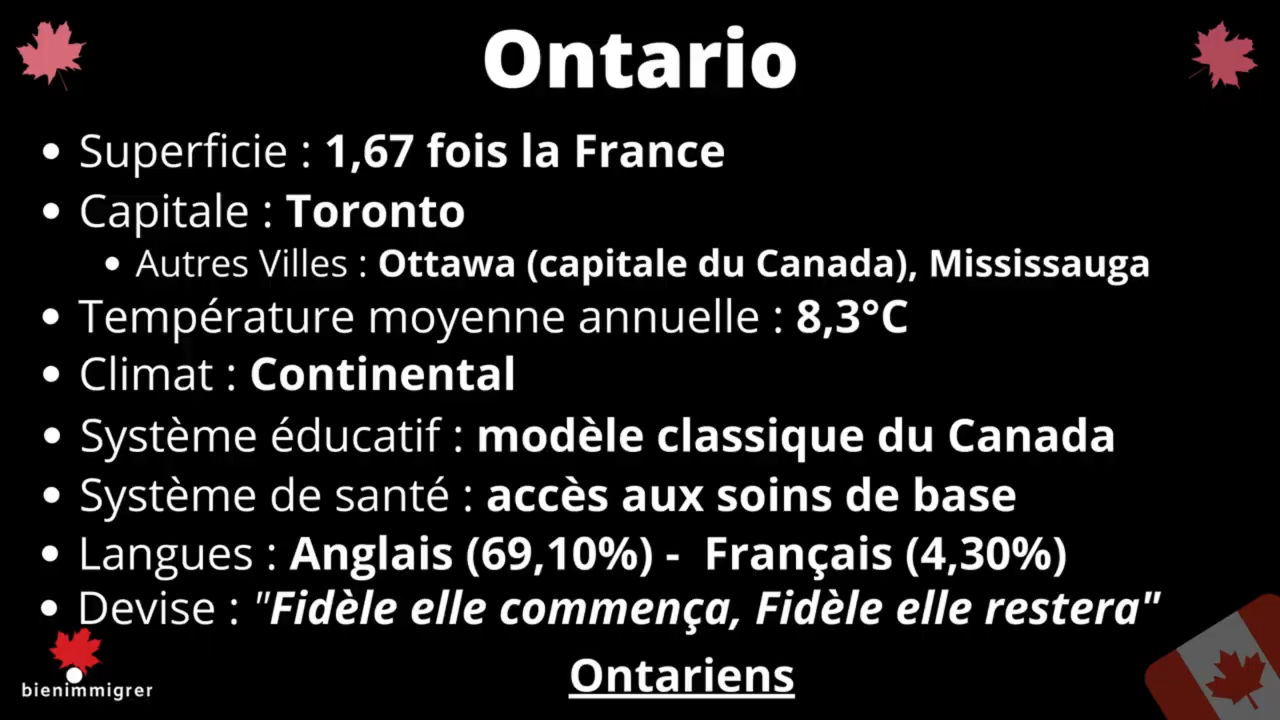 Ontario
• Superficie : 1,67 fois la France
• Capitale : Toronto
• Autres Villes : Ottawa (capitale du Canada), Mississauga
• Température moyenne annuelle : 8,3°C
• Climat : Continental
• Système éducatif : modèle classique du Canada
• Système de santé : accès aux soins de base
• Langues : Anglais (69,10%) -  Français (4,30%)
• Devise : "Fidèle elle commença, Fidèle elle restera"
Ontariens
bienimmigrer